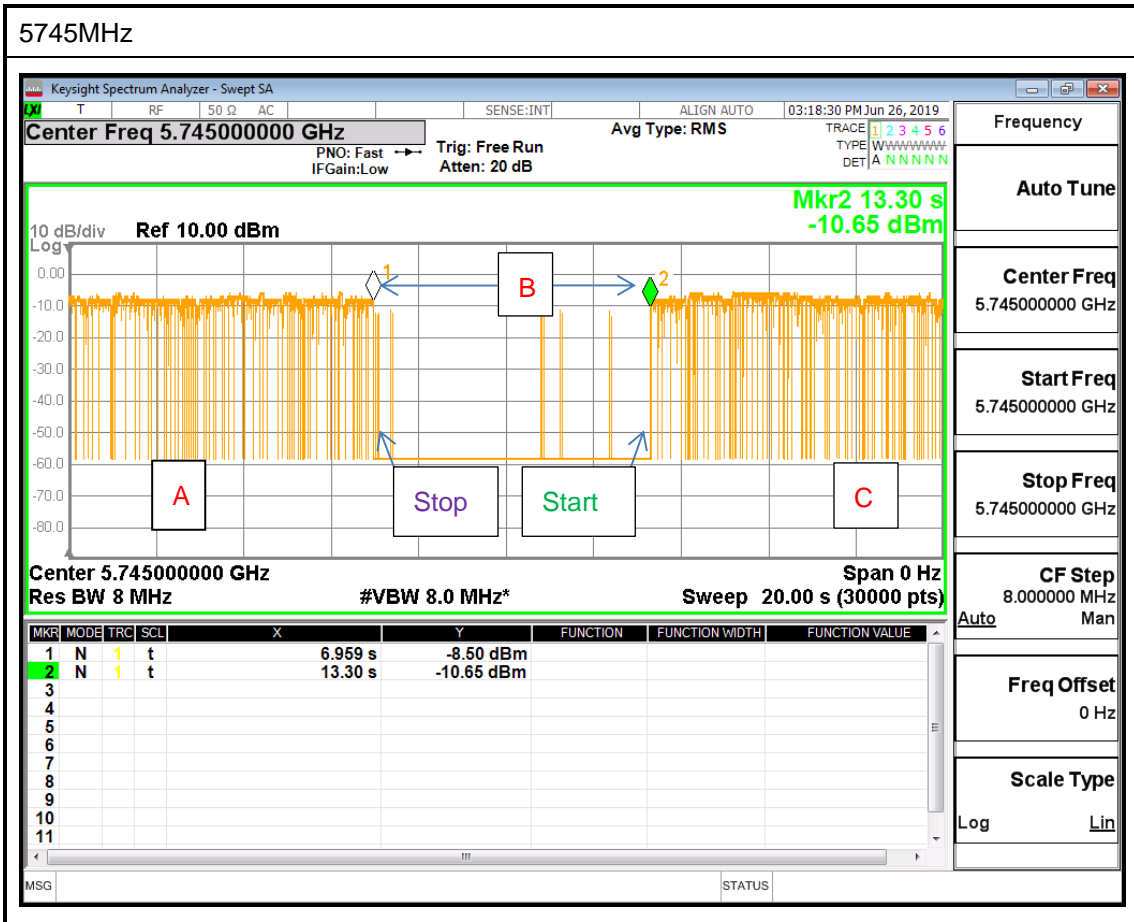 5745MHz
Keysight Spectrum Analyzer - Swept SA
LXI T RF 50 Ω AC SENSE:INT ALIGN AUTO 03:18:30 PM Jun 26, 2019
Center Freq 5.745000000 GHz
PNO: Fast
IFGain:Low
Trig: Free Run
Atten: 20 dB
Avg Type: RMS
TRACE 1 2 3 4 5 6
TYPE WWWWWW
DET A N N N N N
Mkr2 13.30 s
-10.65 dBm
10 dB/div Ref 10.00 dBm
Log
0.00
-10.0
-20.0
-30.0
-40.0
-50.0
-60.0
-70.0
-80.0
1
B
2
A
Stop
Start
C
Center 5.745000000 GHz Span 0 Hz
Res BW 8 MHz #VBW 8.0 MHz* Sweep 20.00 s (30000 pts)
MKR MODE TRC SCL X Y FUNCTION FUNCTION WIDTH FUNCTION VALUE
1 N 1 t 6.959 s -8.50 dBm
2 N 1 t 13.30 s -10.65 dBm
3
4
5
6
7
8
9
10
11
MSG STATUS
Frequency
Auto Tune
Center Freq
5.745000000 GHz
Start Freq
5.745000000 GHz
Stop Freq
5.745000000 GHz
CF Step
8.000000 MHz
Auto Man
Freq Offset
0 Hz
Scale Type
Log Lin